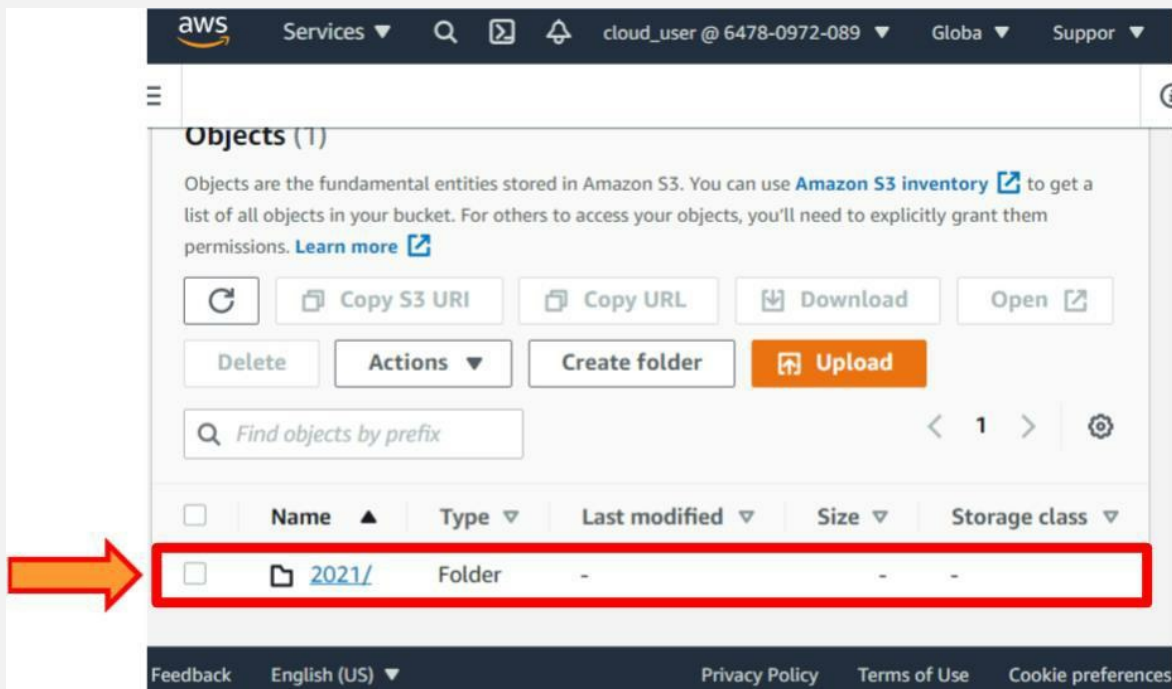 aws Services ▼ cloud_user @ 6478-0972-089 ▼ Globa ▼ Suppor ▼
Objects (1)
Objects are the fundamental entities stored in Amazon S3. You can use Amazon S3 inventory to get a
list of all objects in your bucket. For others to access your objects, you'll need to explicitly grant them
permissions. Learn more
Copy S3 URI Copy URL Download Open
Delete Actions ▼ Create folder Upload
Find objects by prefix < 1 >
Name ▲ Type ▽ Last modified ▽ Size ▽ Storage class ▽
2021/ Folder - - -
Feedback English (US) ▼ Privacy Policy Terms of Use Cookie preferences